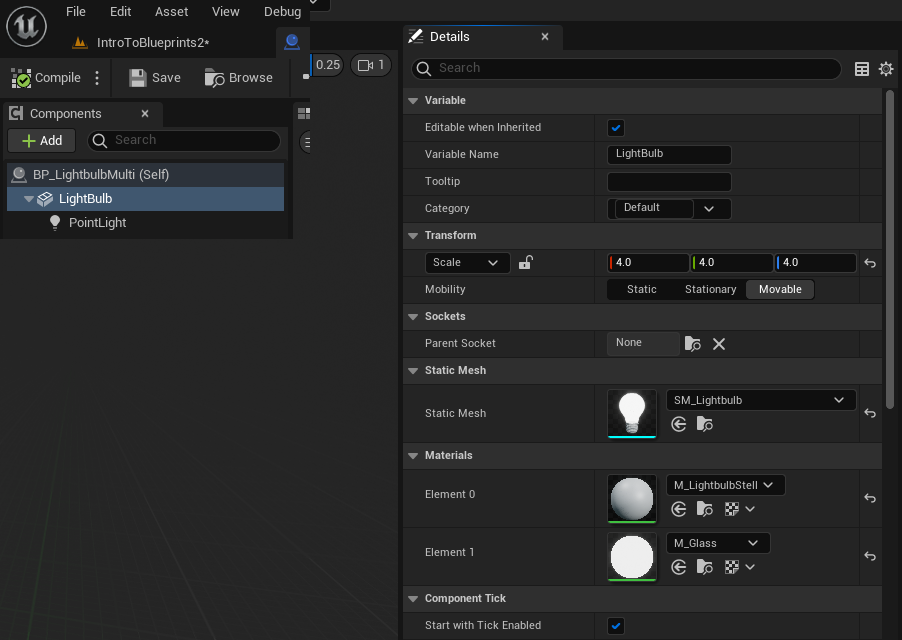 File Edit Asset View Debug
IntroToBlueprints2*
Compile Save Browse
0.25 1
Components
Add Search
BP_LightbulbMulti (Self)
LightBulb
PointLight
Details
Search
Variable
Editable when Inherited
Variable Name LightBulb
Tooltip
Category Default
Transform
Scale 4.0 4.0 4.0
Mobility Static Stationary Movable
Sockets
Parent Socket None
Static Mesh
Static Mesh SM_Lightbulb
Materials
Element 0 M_LightbulbStell
Element 1 M_Glass
Component Tick
Start with Tick Enabled